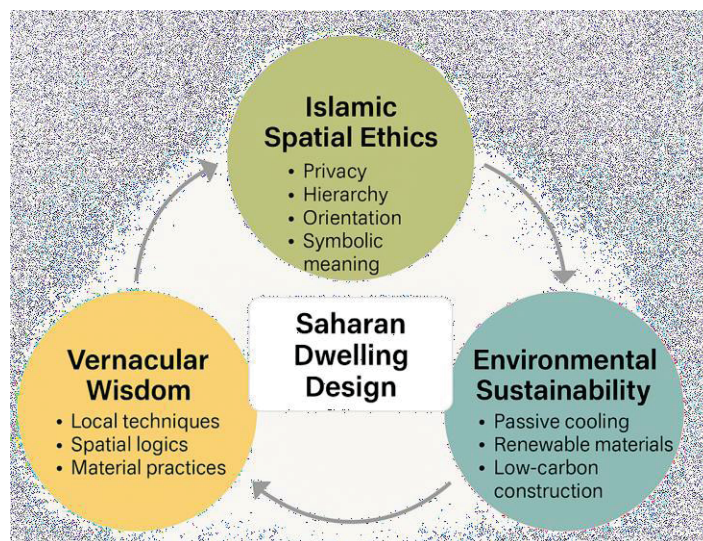 Islamic
Spatial Ethics
• Privacy
• Hierarchy
• Orientation
• Symbolic
meaning
Saharan
Dwelling
Design
Vernacular
Wisdom
• Local techniques
• Spatial logics
• Material practices
Environmental
Sustainability
• Passive cooling
• Renewable materials
• Low-carbon
construction